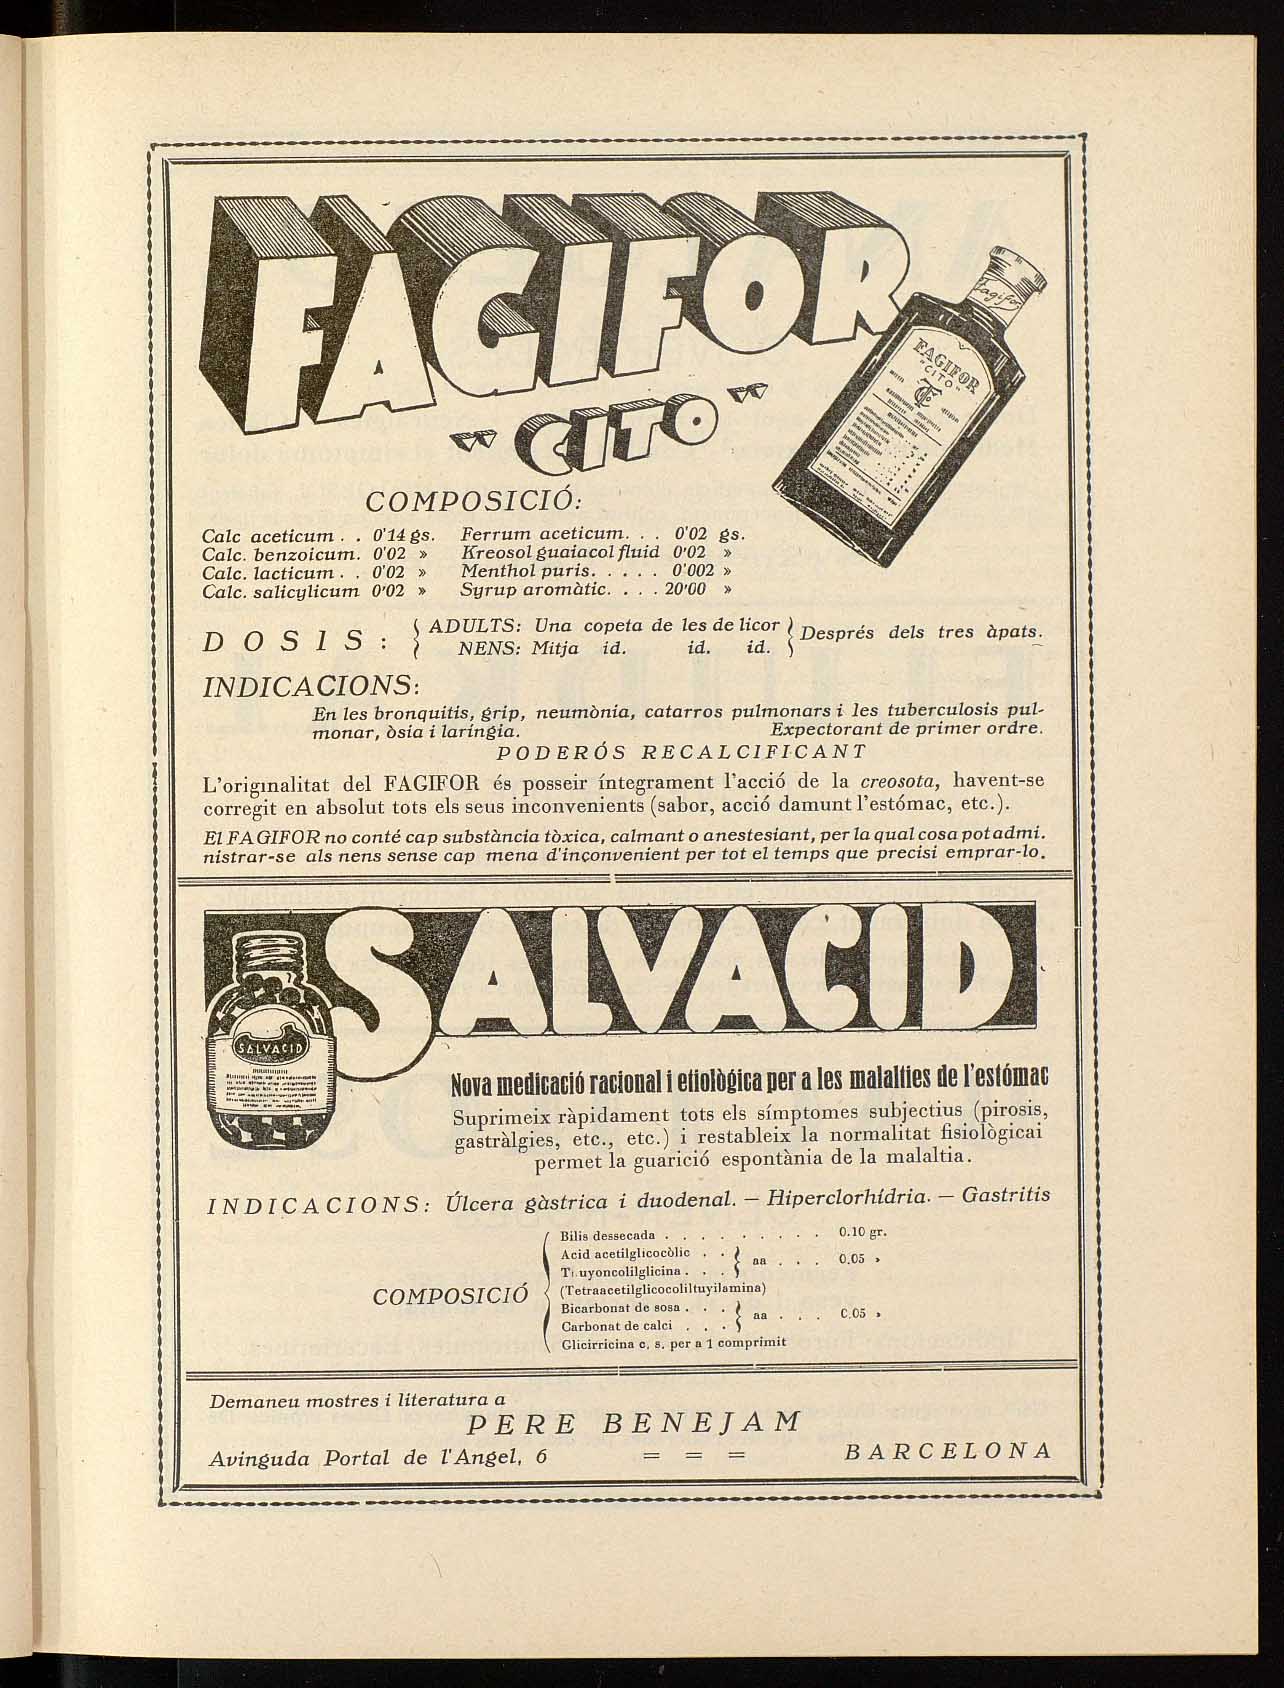 FAGIFOR
"CITO"
Fagifor
FAGIFOR
"CITO"
COMPOSICIÓ:
Calc aceticum . . 0'14 gs. Ferrum aceticum. . . 0'02 gs.
Calc. benzoicum. 0'02 » Kreosol guaiacol fluid 0'02 »
Calc. lacticum . . 0'02 » Menthol puris. . . . . 0'002 »
Calc. salicylicum 0'02 » Syrup aromàtic. . . . 20'00 »
DOSIS: ADULTS: Una copeta de les de licor Després dels tres àpats.
NENS: Mitja id. id. id.
INDICACIONS:
En les bronquitis, grip, neumònia, catarros pulmonars i les tuberculosis pul-
monar, òsia i laríngia. Expectorant de primer ordre.
PODERÓS RECALCIFICANT
L'originalitat del FAGIFOR és posseir íntegrament l'acció de la creosota, havent-se
corregit en absolut tots els seus inconvenients (sabor, acció damunt l'estómac, etc.).
El FAGIFOR no conté cap substància tòxica, calmant o anestesiant, per la qual cosa pot admi.
nistrar-se als nens sense cap mena d'inconvenient per tot el temps que precisi emprar-lo.
SALVACID
SALVACID
Nova medicació racional i etiològica per a les malalties de l'estómac
Suprimeix ràpidament tots els símptomes subjectius (pirosis,
gastràlgies, etc., etc.) i restableix la normalitat fisiològicai
permet la guarició espontània de la malaltia.
INDICACIONS: Úlcera gàstrica i duodenal. — Hiperclorhídria. — Gastritis
COMPOSICIÓ
Bilis dessecada . . . . . . . . . 0.10 gr.
Acid acetilglicocòlic . . aa . . . 0.05 »
Ti.uyoncolilglicina . . .
(Tetraacetilglicocoliltuyilamina)
Bicarbonat de sosa . . . aa . . . 0.05 »
Carbonat de calci . . .
Glicirricina c. s. per a 1 comprimit
Demaneu mostres i literatura a
PERE BENEJAM
Avinguda Portal de l'Angel, 6 = = = BARCELONA